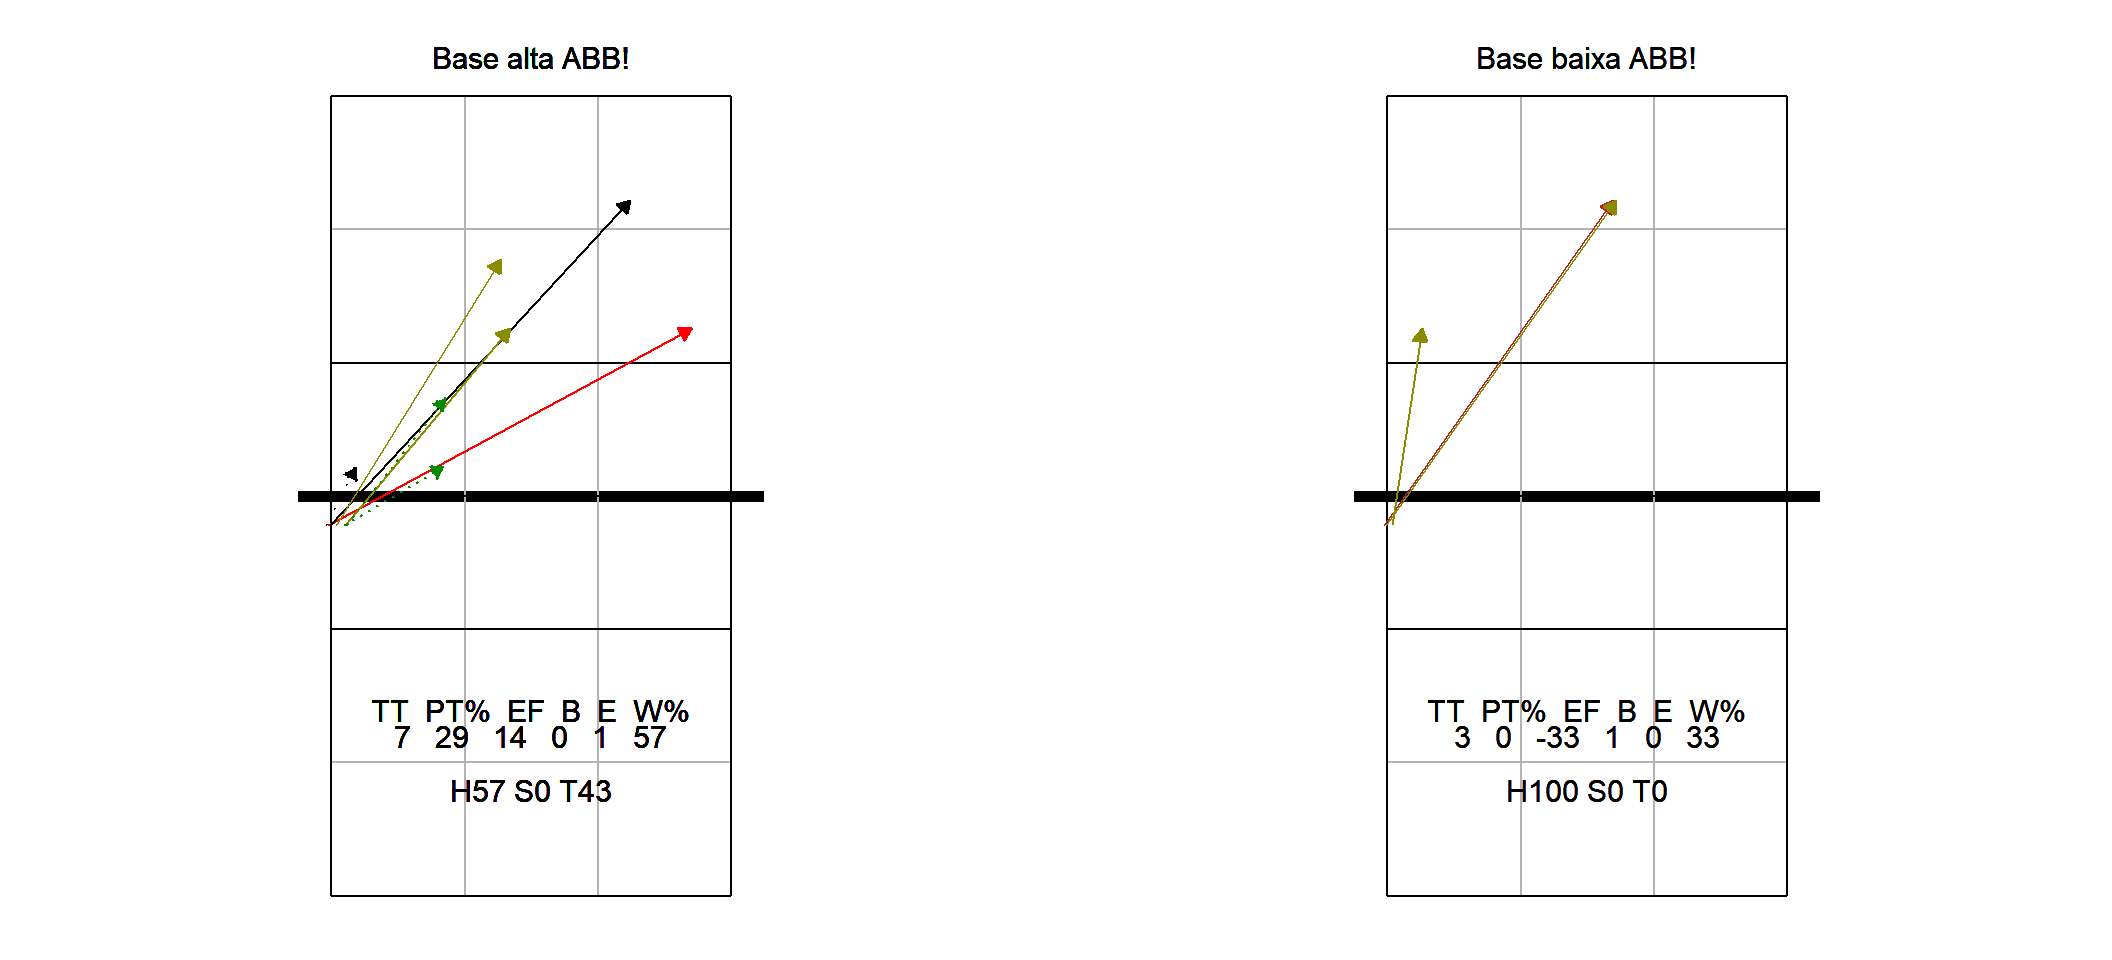 Base alta ABB!
TT PT% EF B E W%
7 29 14 0 1 57
H57 S0 T43
Base baixa ABB!
TT PT% EF B E W%
3 0 -33 1 0 33
H100 S0 T0